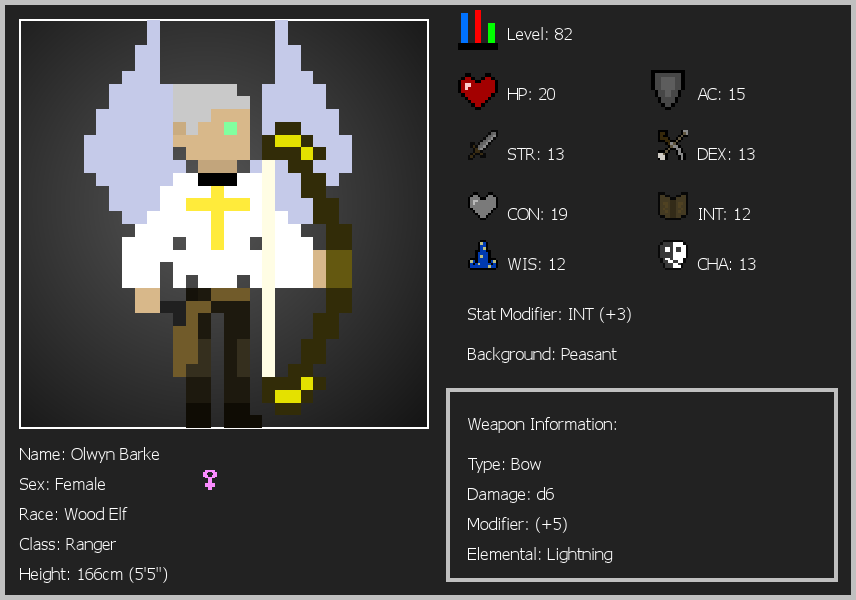 Level: 82
HP: 20
AC: 15
STR: 13
DEX: 13
CON: 19
INT: 12
WIS: 12
CHA: 13
Stat Modifier: INT (+3)
Background: Peasant
Name: Olwyn Barke
Sex: Female
Race: Wood Elf
Class: Ranger
Height: 166cm (5'5")
Weapon Information:
Type: Bow
Damage: d6
Modifier: (+5)
Elemental: Lightning